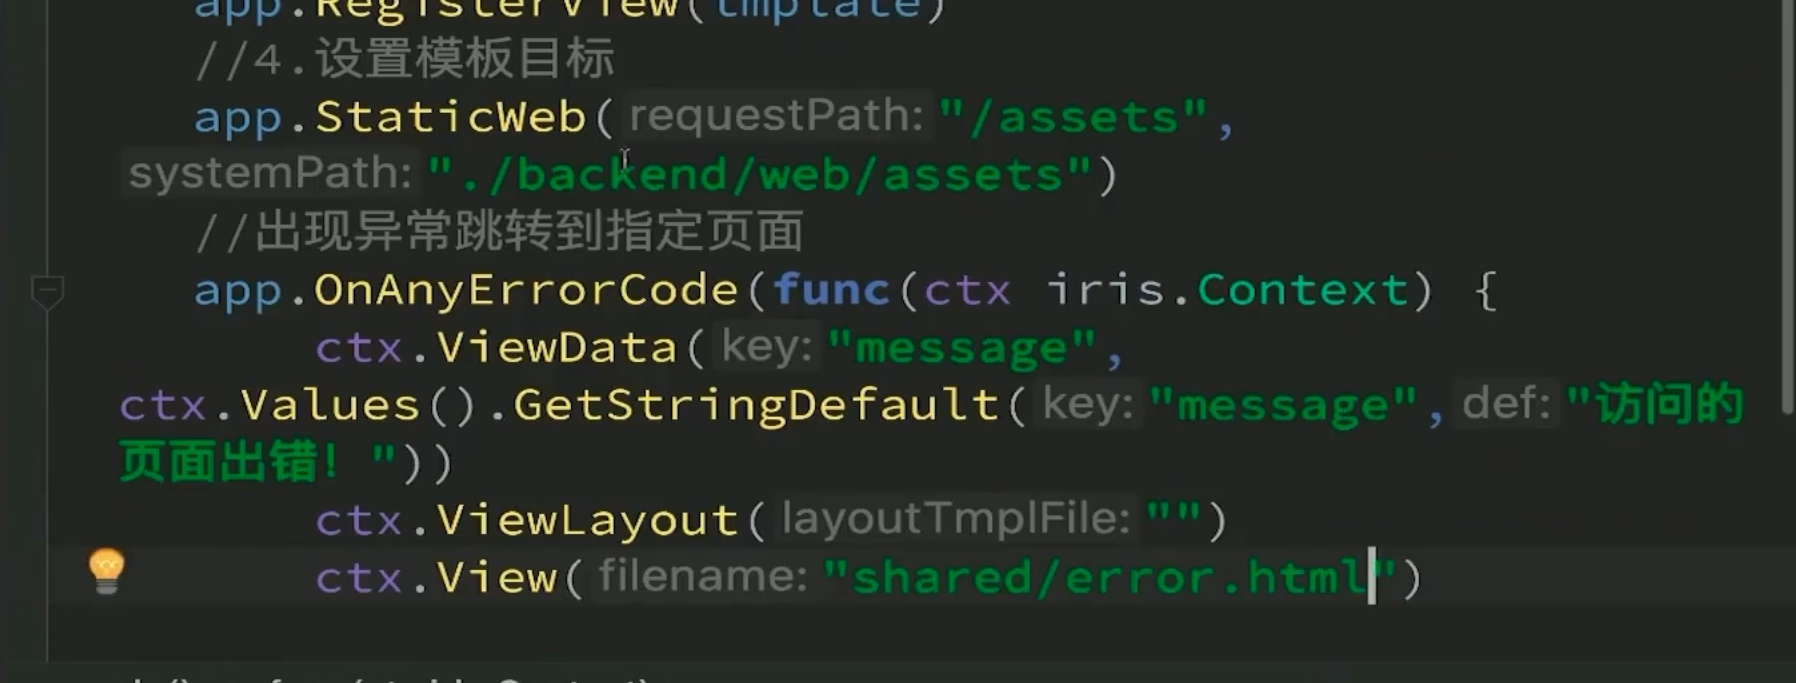 app.RegisterView(tmplate)
//4.设置模板目标
app.StaticWeb(requestPath:"/assets",
systemPath:"./backend/web/assets")
//出现异常跳转到指定页面
app.OnAnyErrorCode(func(ctx iris.Context) {
ctx.ViewData(key:"message",
ctx.Values().GetStringDefault(key:"message",def:"访问的
页面出错！"))
ctx.ViewLayout(layoutTmplFile:"")
ctx.View(filename:"shared/error.html")